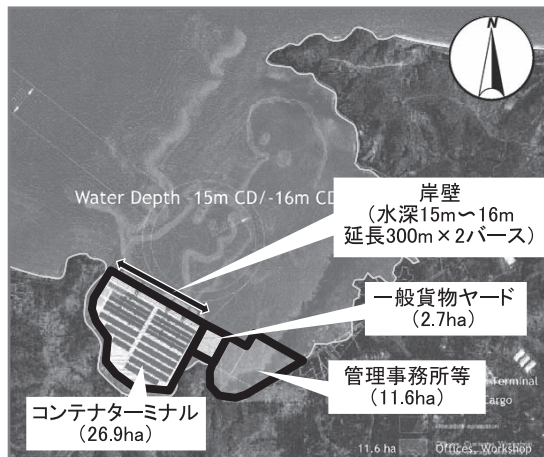 N
Water Depth 15m CD/-16m CD
岸壁
(水深15m〜16m
延長300m×2バース)
一般貨物ヤード
(2.7ha)
管理事務所等
(11.6ha)
Terminal
Cargo
コンテナターミナル
(26.9ha)
11.6 ha Offices, Workshop